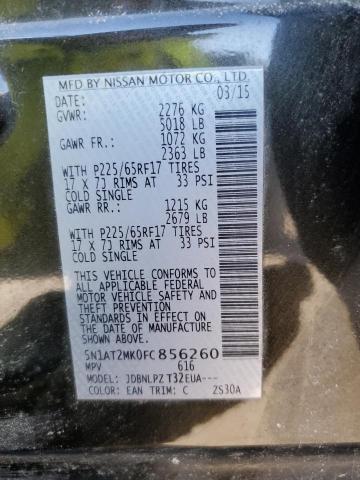 MFD BY NISSAN MOTOR CO., LTD.
DATE: 03/15
GVWR: 2276 KG
5018 LB
GAWR FR.: 1072 KG
2363 LB
WITH P225/65RF17 TIRES
17 X 7J RIMS AT 33 PSI
COLD SINGLE
GAWR RR.: 1215 KG
2679 LB
WITH P225/65RF17 TIRES
17 X 7J RIMS AT 33 PSI
COLD SINGLE
THIS VEHICLE CONFORMS TO
ALL APPLICABLE FEDERAL
MOTOR VEHICLE SAFETY
AND THEFT PREVENTION
STANDARDS IN EFFECT ON
THE DATE OF MANUFACTURE
SHOWN ABOVE.
5N1AT2MK0FC856260
MPV 616
MODEL: JDBNLPZ T32EUA---
COLOR: EAN TRIM: C ZS30A